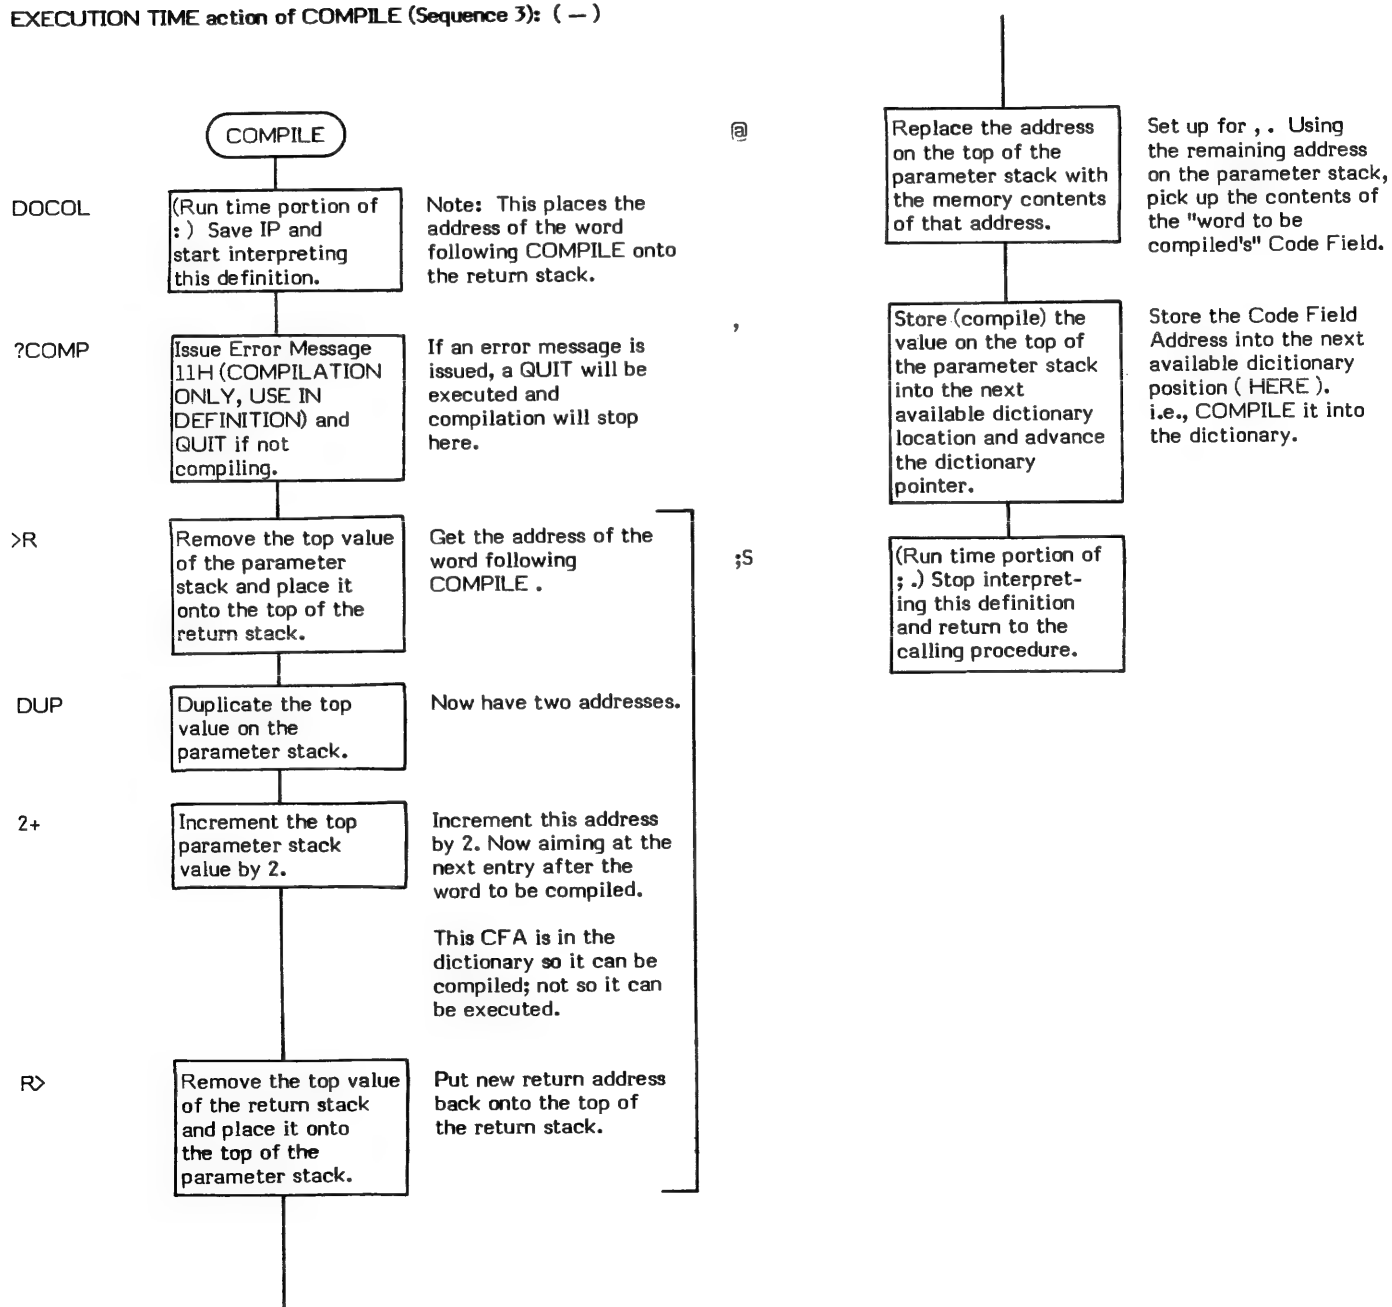 EXECUTION TIME action of COMPILE (Sequence 3): ( — )
COMPILE
DOCOL
(Run time portion of
: ) Save IP and
start interpreting
this definition.
Note: This places the
address of the word
following COMPILE onto
the return stack.
?COMP
Issue Error Message
11H (COMPILATION
ONLY, USE IN
DEFINITION) and
QUIT if not
compiling.
If an error message is
issued, a QUIT will be
executed and
compilation will stop
here.
>R
Remove the top value
of the parameter
stack and place it
onto the top of the
return stack.
Get the address of the
word following
COMPILE .
DUP
Duplicate the top
value on the
parameter stack.
Now have two addresses.
2+
Increment the top
parameter stack
value by 2.
Increment this address
by 2. Now aiming at the
next entry after the
word to be compiled.
This CFA is in the
dictionary so it can be
compiled; not so it can
be executed.
R>
Remove the top value
of the return stack
and place it onto
the top of the
parameter stack.
Put new return address
back onto the top of
the return stack.
@
Replace the address
on the top of the
parameter stack with
the memory contents
of that address.
Set up for , . Using
the remaining address
on the parameter stack,
pick up the contents of
the "word to be
compiled's" Code Field.
,
Store (compile) the
value on the top of
the parameter stack
into the next
available dictionary
location and advance
the dictionary
pointer.
Store the Code Field
Address into the next
available dicitionary
position ( HERE ).
i.e., COMPILE it into
the dictionary.
;S
(Run time portion of
; .) Stop interpret-
ing this definition
and return to the
calling procedure.